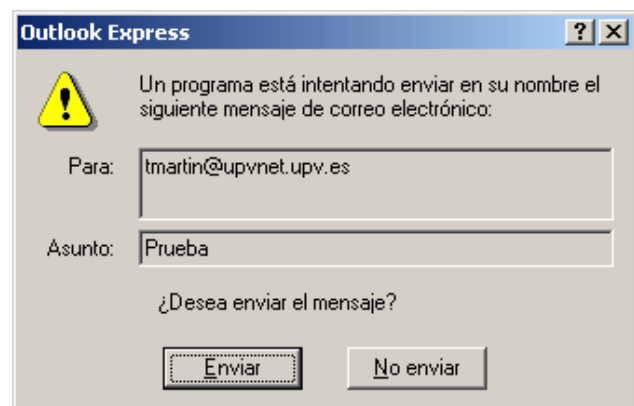 Outlook Express
Un programa está intentando enviar en su nombre el
siguiente mensaje de correo electrónico:
Para: tmartin@upvnet.upv.es
Asunto: Prueba
¿Desea enviar el mensaje?
Enviar No enviar